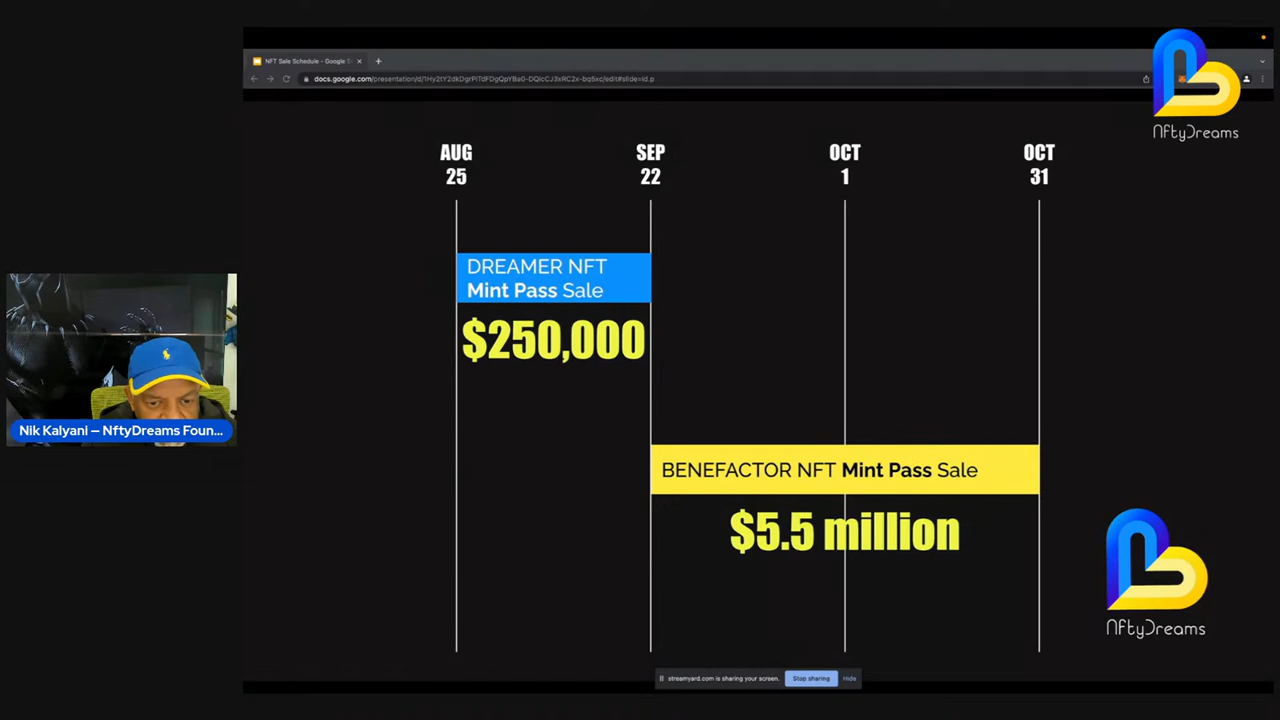 NFT Sale Schedule - Google S
docs.google.com/presentation/d/
NftyDreams
AUG
25
SEP
22
OCT
1
OCT
31
DREAMER NFT
Mint Pass Sale
$250,000
Nik Kalyani – NftyDreams Foun...
BENEFACTOR NFT Mint Pass Sale
$5.5 million
NftyDreams
streamyard.com is sharing your screen.
Stop sharing
Hide